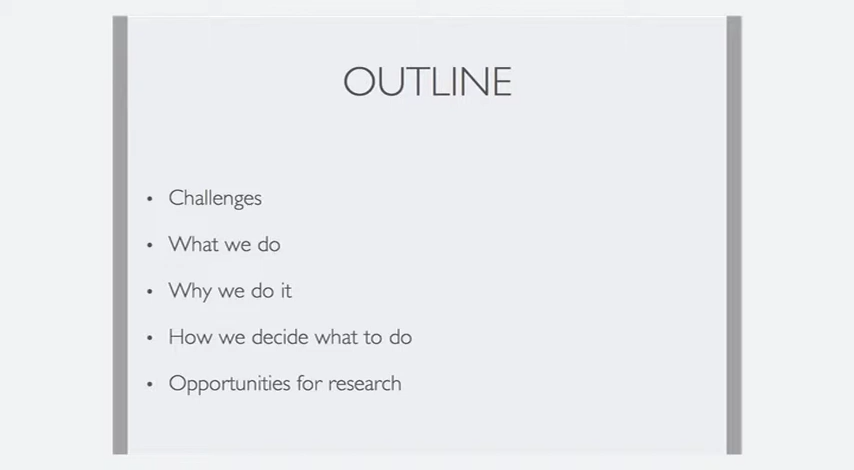 OUTLINE
• Challenges
• What we do
• Why we do it
• How we decide what to do
• Opportunities for research